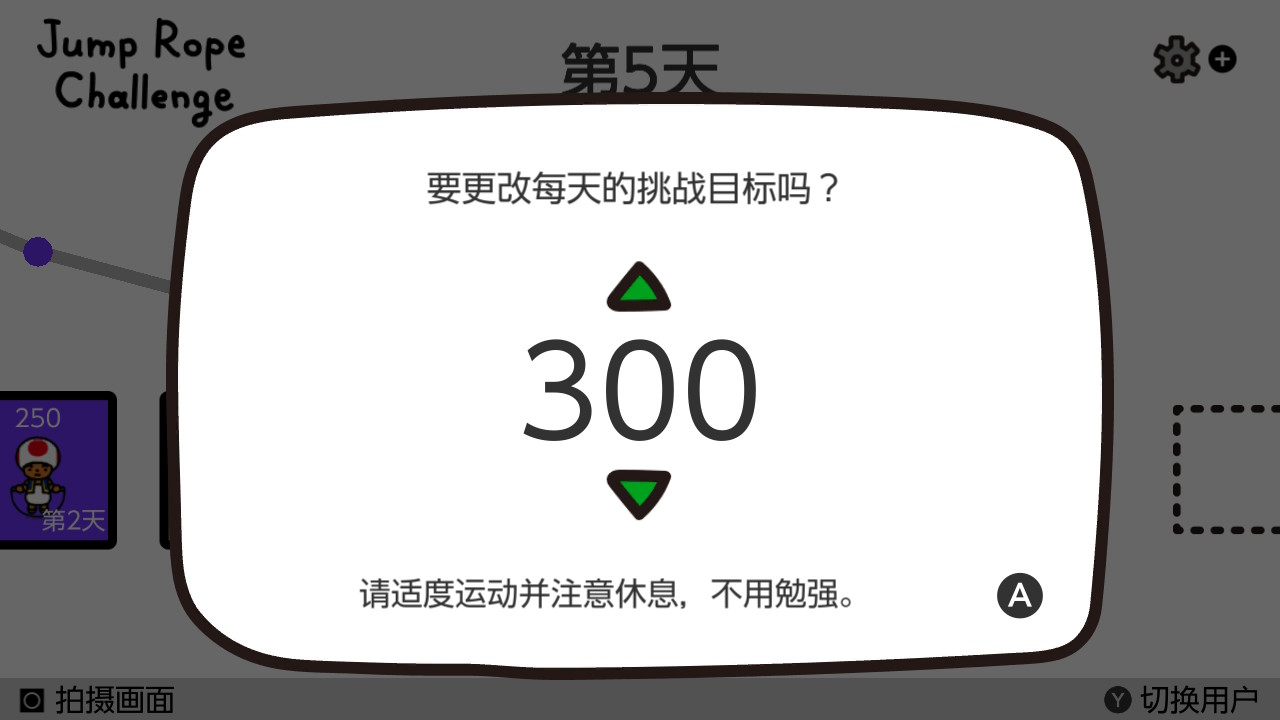 Jump Rope
Challenge
第5天
要更改每天的挑战目标吗？
300
250
第2天
请适度运动并注意休息，不用勉强。
A
拍摄画面
Y 切换用户